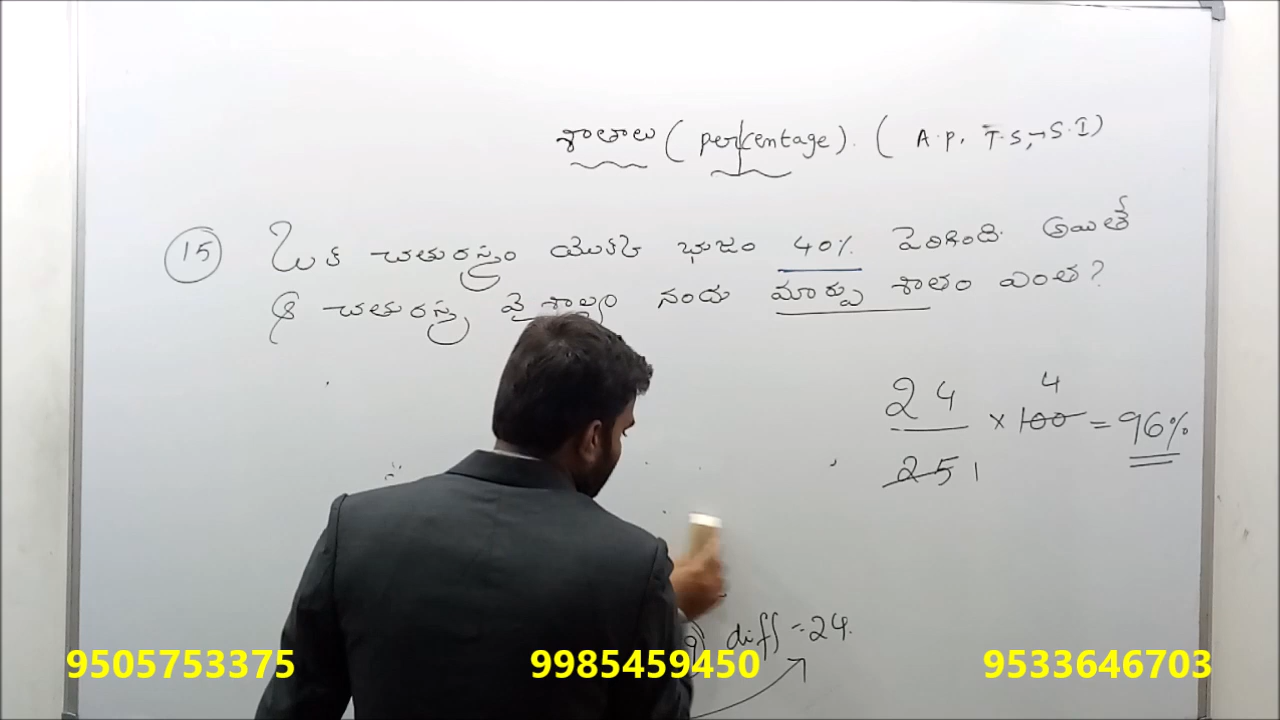 శాతాలు (percentage). ( A.P, T.S, S.I)
15 ఒక చతురస్రం యొక్క భుజం 40% పెరిగింది అయితే
ఆ చతురస్ర వైశాల్యం నందు మార్పు శాతం ఎంత?
24 4
× 100 = 96%
25 1
diff = 24.
9505753375 9985459450 9533646703